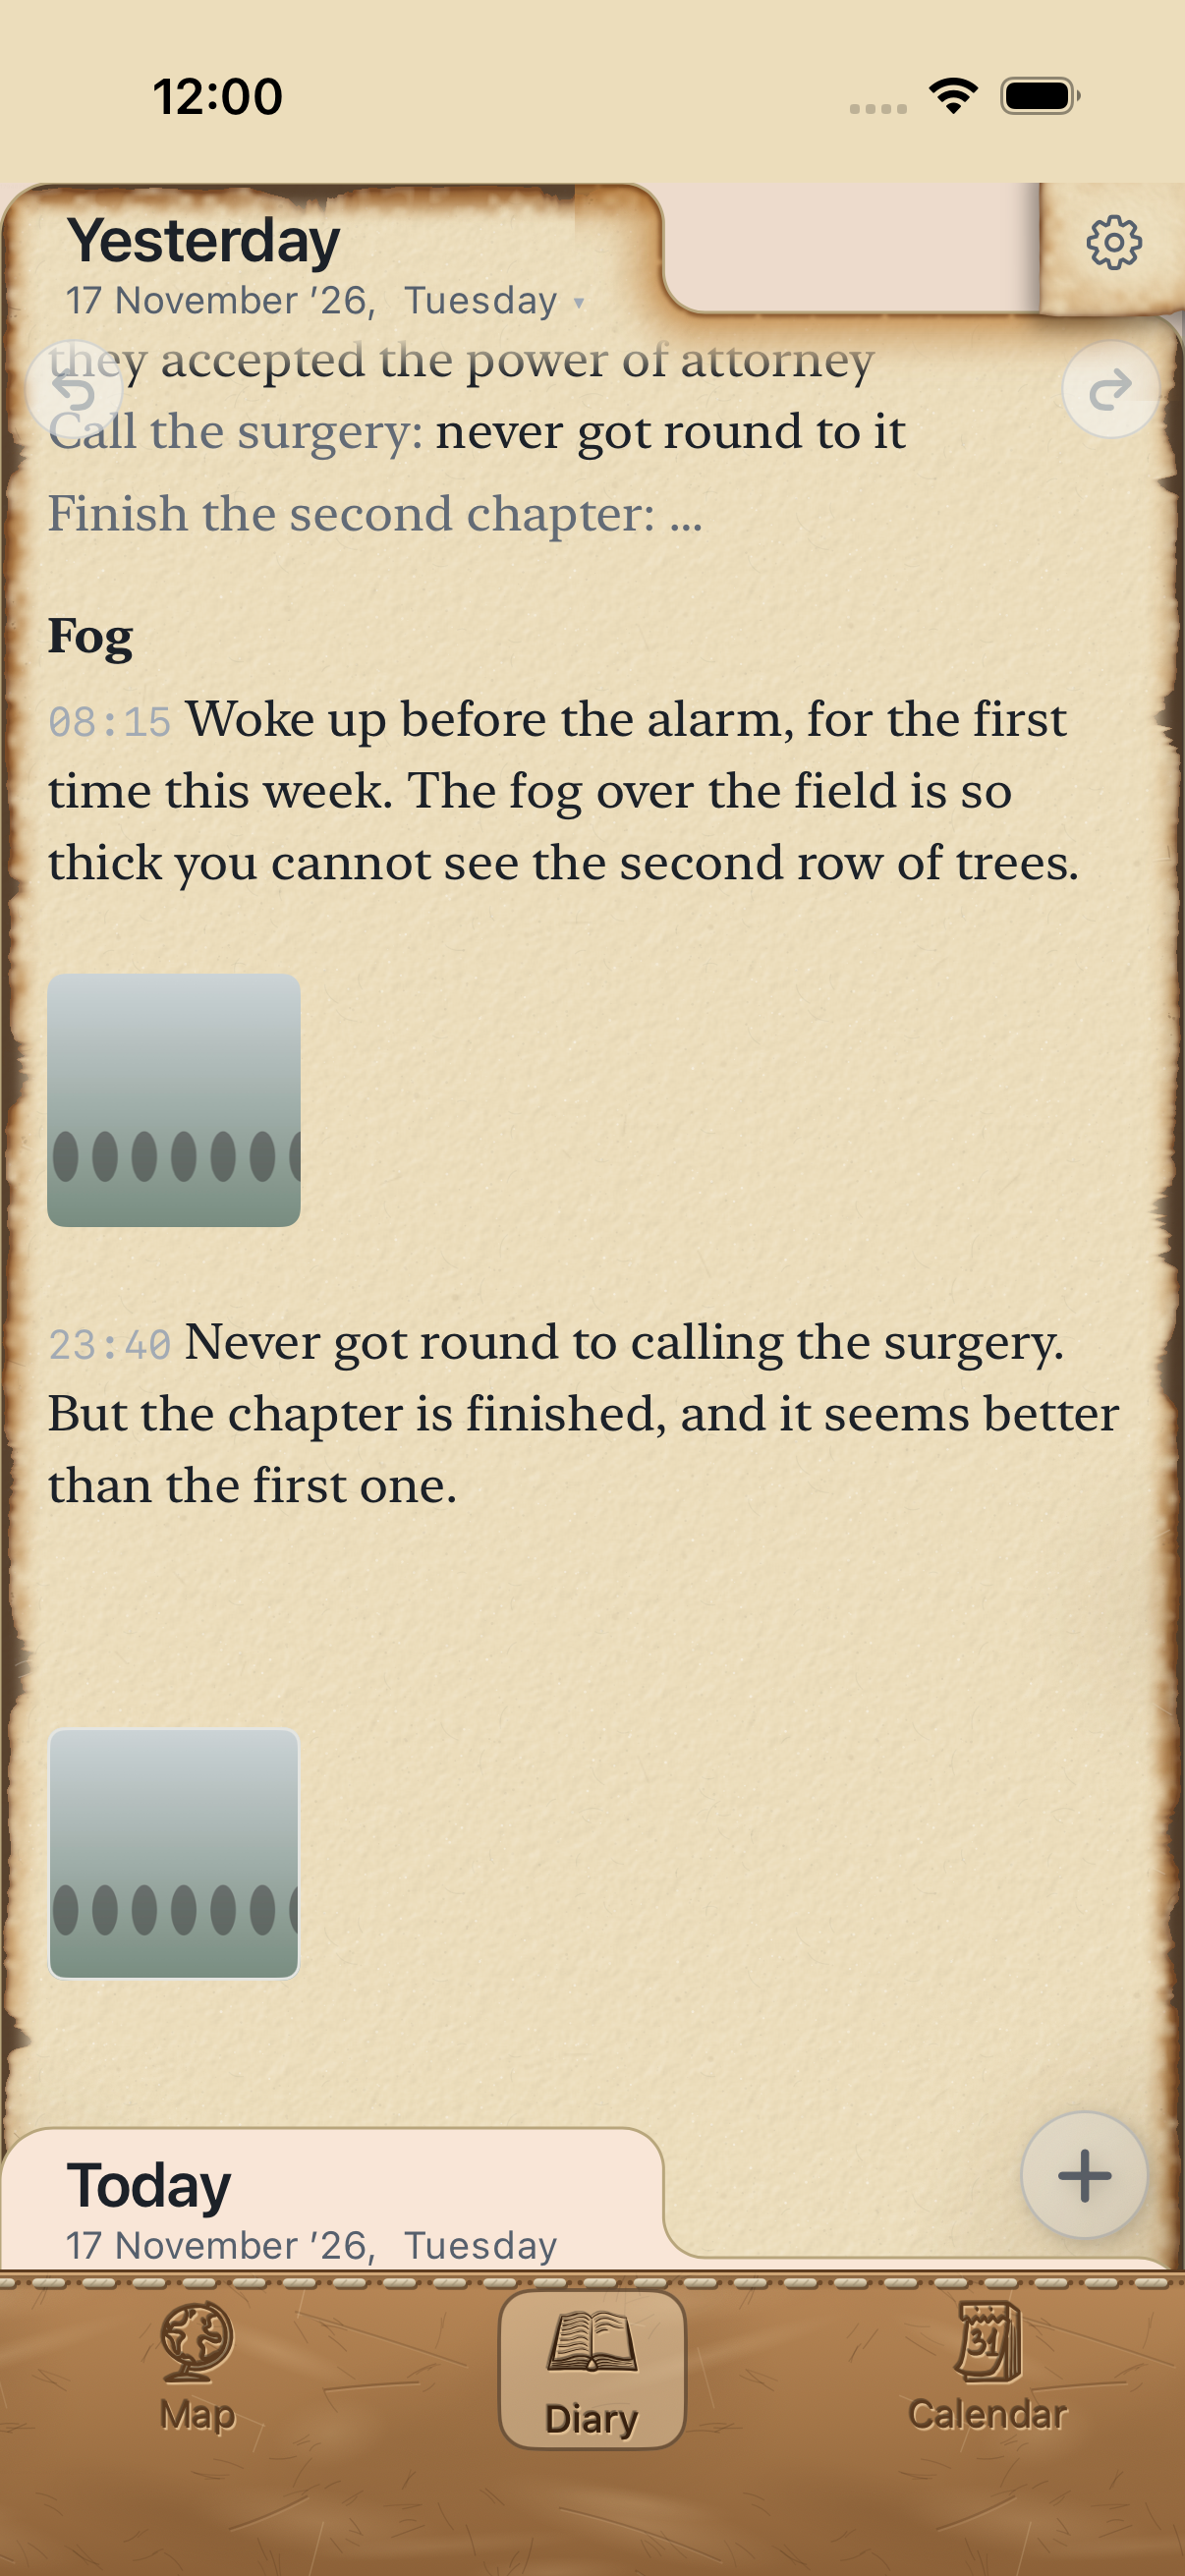 12:00
Yesterday
17 November ’26, Tuesday ▾
they accepted the power of attorney
Call the surgery: never got round to it
Finish the second chapter: ...
Fog
08:15 Woke up before the alarm, for the first
time this week. The fog over the field is so
thick you cannot see the second row of trees.
23:40 Never got round to calling the surgery.
But the chapter is finished, and it seems better
than the first one.
Today
17 November ’26, Tuesday
31
Map
Diary
Calendar